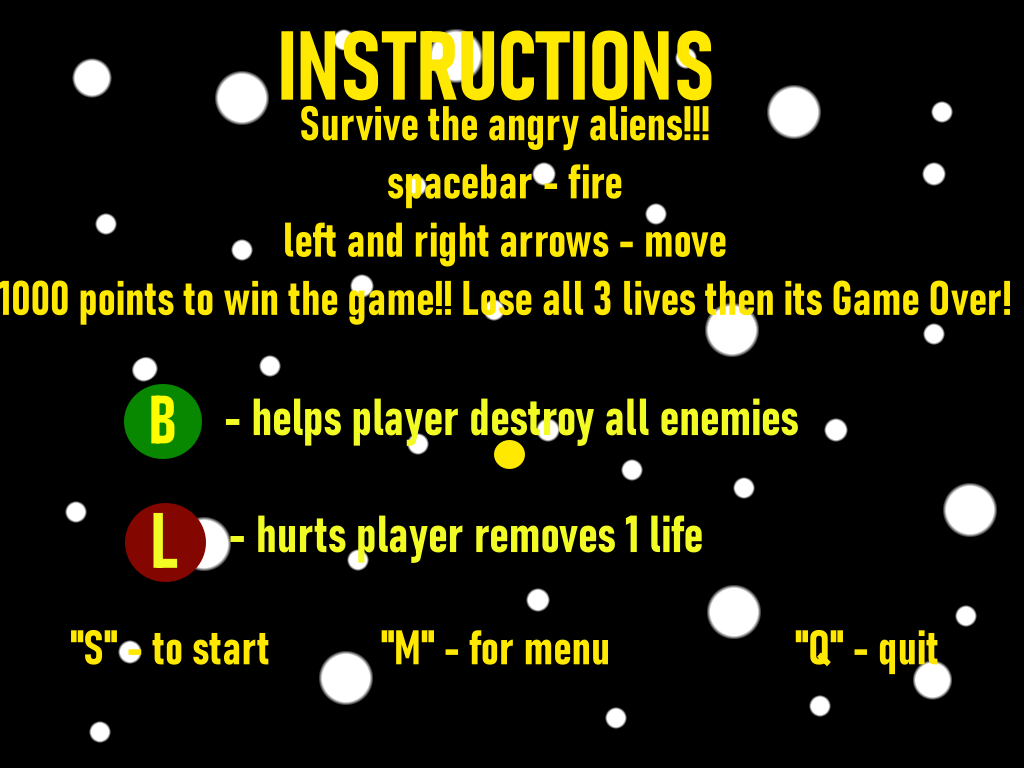 INSTRUCTIONS
Survive the angry aliens!!!
spacebar - fire
left and right arrows - move
1000 points to win the game!! Lose all 3 lives then its Game Over!
B - helps player destroy all enemies
L - hurts player removes 1 life
"S" - to start "M" - for menu "Q" - quit